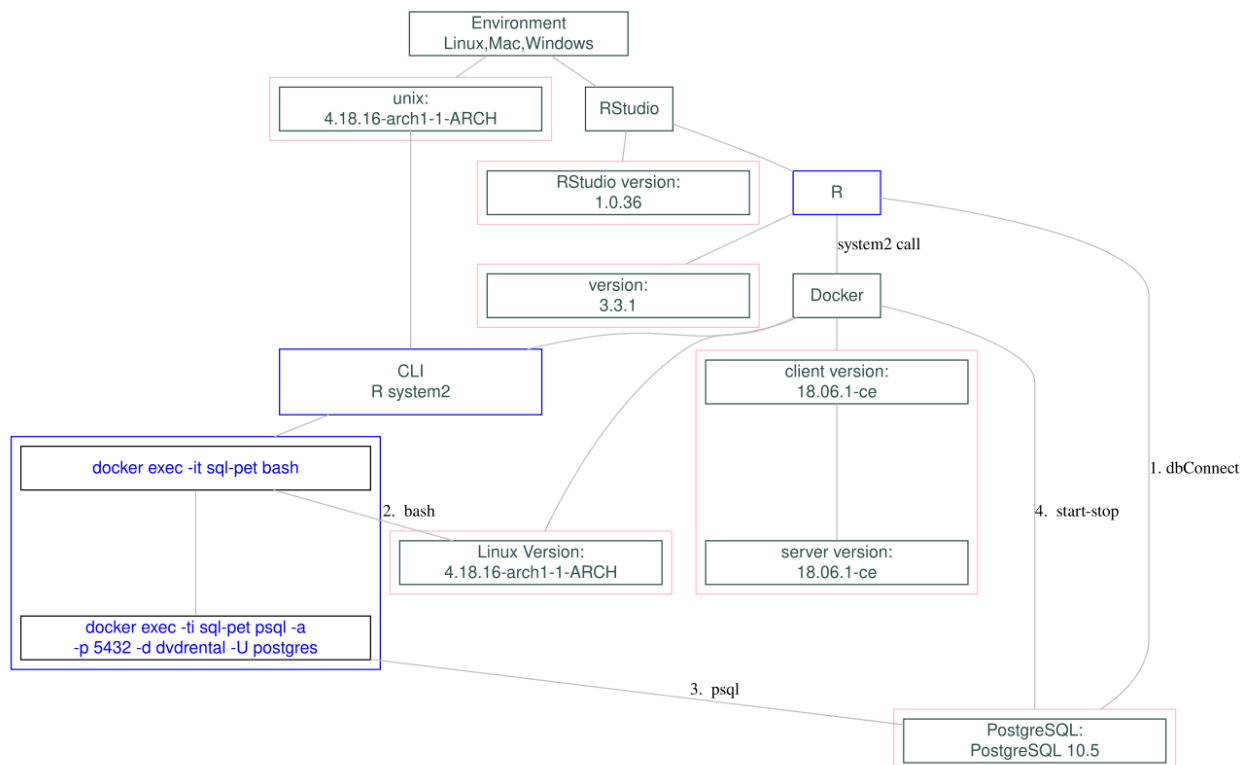 Environment
Linux,Mac,Windows
unix:
4.18.16-arch1-1-ARCH
RStudio
RStudio version:
1.0.36
R
system2 call
version:
3.3.1
Docker
CLI
R system2
client version:
18.06.1-ce
docker exec -it sql-pet bash
1. dbConnect
2.  bash
4.  start-stop
Linux Version:
4.18.16-arch1-1-ARCH
server version:
18.06.1-ce
docker exec -ti sql-pet psql -a
-p 5432 -d dvdrental -U postgres
3.  psql
PostgreSQL:
PostgreSQL 10.5